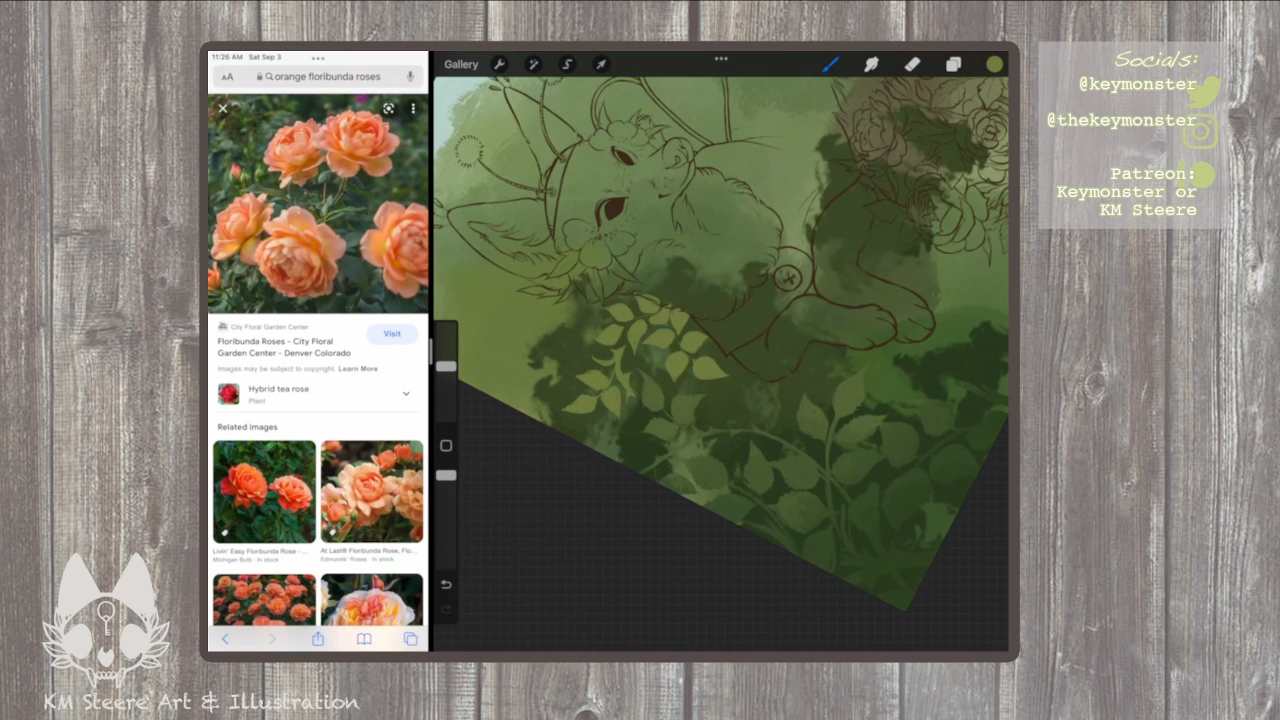 11:26 AM Sat Sep 3
AA
orange floribunda roses
City Floral Garden Center
Floribunda Roses - City Floral
Garden Center - Denver Colorado
Visit
Images may be subject to copyright. Learn More
Hybrid tea rose
Plant
Related images
Livin' Easy Floribunda Rose - ...
Michigan Bulb · In stock
At Last® Floribunda Rose, Flo...
Edmunds' Roses · In stock
Gallery
Socials:
@keymonster
@thekeymonster
Patreon:
Keymonster or
KM Steere
KM Steere Art & Illustration